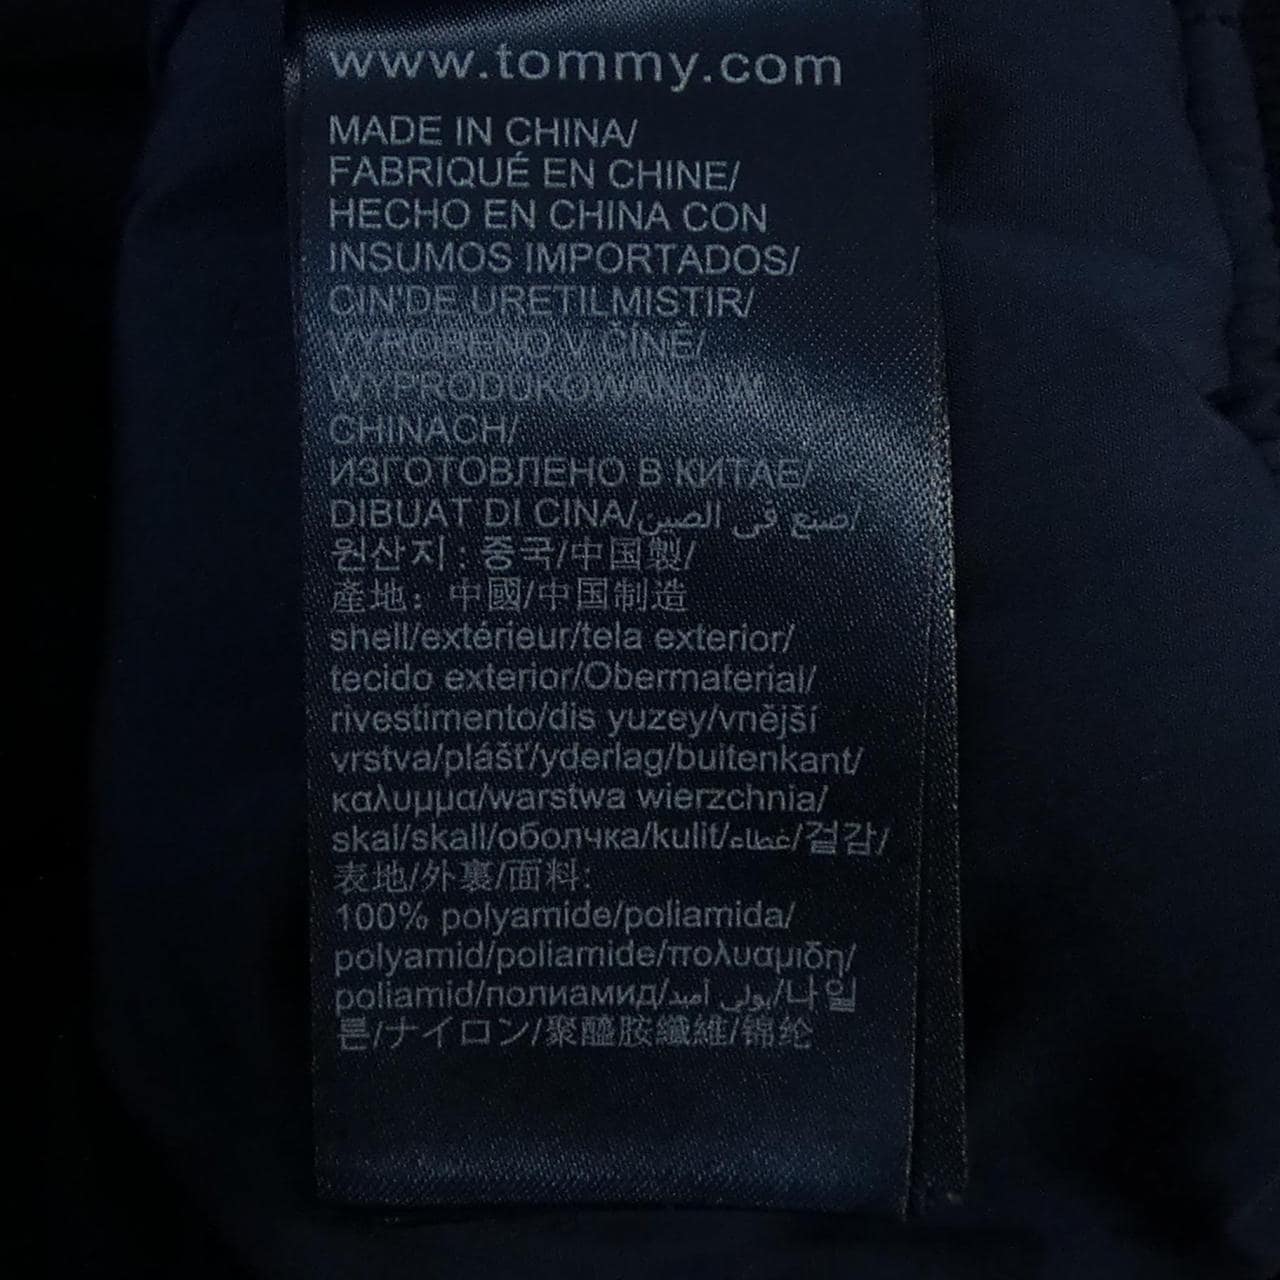 www.tommy.com
MADE IN CHINA/
FABRIQUÉ EN CHINE/
HECHO EN CHINA CON
INSUMOS IMPORTADOS/
CIN'DE URETILMISTIR/
VYROBENO V ČÍNĚ/
WYPRODUKOWANO W
CHINACH/
ИЗГОТОВЛЕНО В КИТАЕ/
DIBUAT DI CINA/صنع في الصين/
원산지 : 중국/中国製/
產地：中國/中国制造
shell/extérieur/tela exterior/
tecido exterior/Obermaterial/
rivestimento/dis yuzey/vnější
vrstva/plášť/yderlag/buitenkant/
καλυμμα/warstwa wierzchnia/
skal/skall/оболчка/kulit/غطاء/겉감/
表地/外裏/面料:
100% polyamide/poliamida/
polyamid/poliamide/πολυαμιδη/
poliamid/полиамид/بولي أميد/나일
론/ナイロン/聚醯胺纖維/锦纶